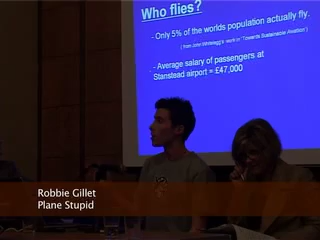 Who flies?
- Only 5% of the worlds population actually fly.
( from John Whitelegg's work in 'Towards Sustainable Aviation')
- Average salary of passengers at
Stanstead airport = £47,000
Robbie Gillet
Plane Stupid